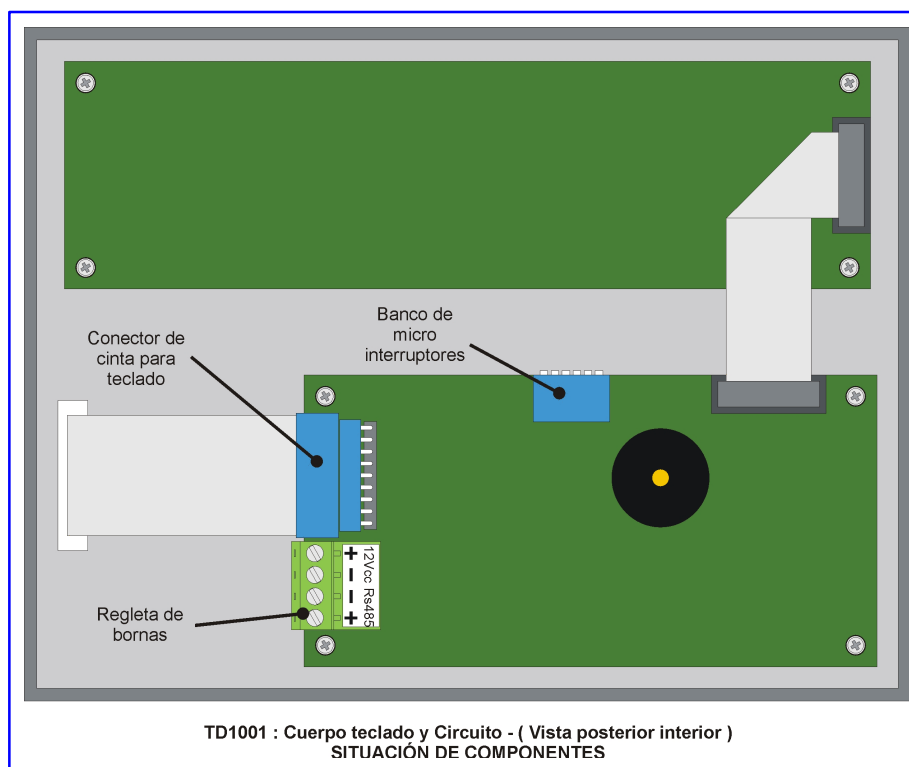 Banco de
micro
interruptores
Conector de
cinta para
teclado
+ - - +
12Vcc Rs485
Regleta de
bornas
TD1001 : Cuerpo teclado y Circuito - ( Vista posterior interior )
SITUACIÓN DE COMPONENTES